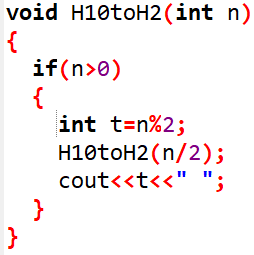 void H10toH2(int n)
{
if(n>0)
{
int t=n%2;
H10toH2(n/2);
cout<<t<<" ";
}
}